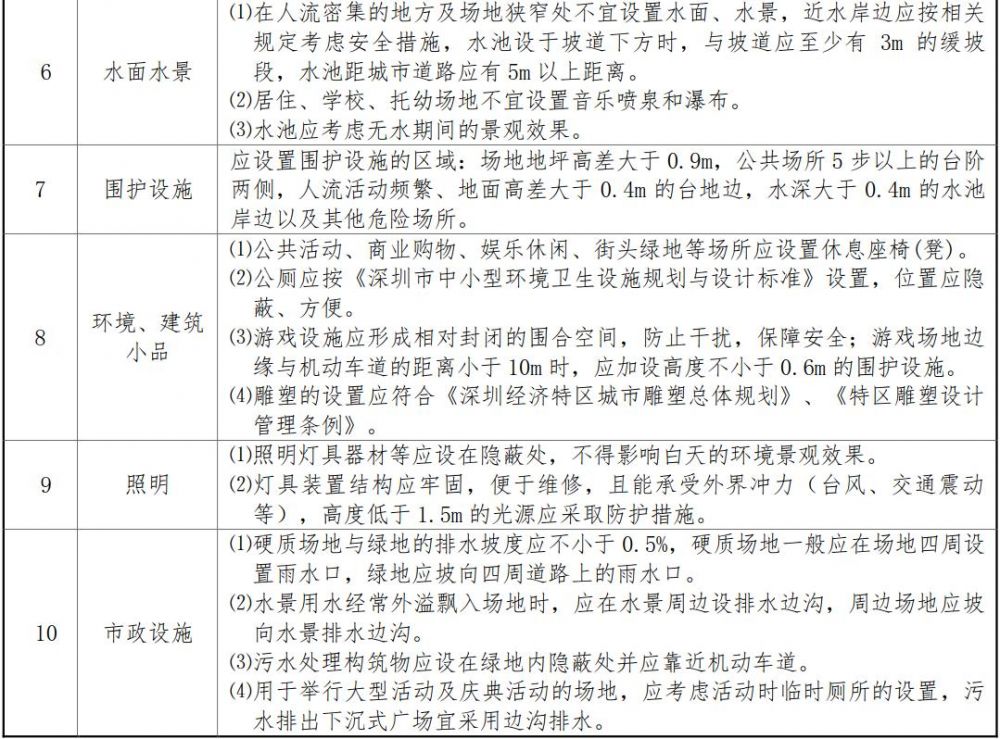 6
水面水景
⑴在人流密集的地方及场地狭窄处不宜设置水面、水景，近水岸边应按相关
规定考虑安全措施，水池设于坡道下方时，与坡道应至少有 3m 的缓坡
段，水池距城市道路应有5m以上距离。
⑵居住、学校、托幼场地不宜设置音乐喷泉和瀑布。
⑶水池应考虑无水期间的景观效果。
7
围护设施
应设置围护设施的区域：场地地坪高差大于0.9m，公共场所5步以上的台阶
两侧，人流活动频繁、地面高差大于0.4m的台地边，水深大于0.4m的水池
岸边以及其他危险场所。
8
环境、建筑
小品
⑴公共活动、商业购物、娱乐休闲、街头绿地等场所应设置休息座椅(凳)。
⑵公厕应按《深圳市中小型环境卫生设施规划与设计标准》设置，位置应隐
蔽、方便。
⑶游戏设施应形成相对封闭的围合空间，防止干扰，保障安全；游戏场地边
缘与机动车道的距离小于10m时，应加设高度不小于0.6m的围护设施。
⑷雕塑的设置应符合《深圳经济特区城市雕塑总体规划》、《特区雕塑设计
管理条例》。
9
照明
⑴照明灯具器材等应设在隐蔽处，不得影响白天的环境景观效果。
⑵灯具装置结构应牢固，便于维修，且能承受外界冲力（台风、交通震动
等），高度低于1.5m的光源应采取防护措施。
10
市政设施
⑴硬质场地与绿地的排水坡度应不小于0.5%，硬质场地一般应在场地四周设
置雨水口，绿地应坡向四周道路上的雨水口。
⑵水景用水经常外溢飘入场地时，应在水景周边设排水边沟，周边场地应坡
向水景排水边沟。
⑶污水处理构筑物应设在绿地内隐蔽处并应靠近机动车道。
⑷用于举行大型活动及庆典活动的场地，应考虑活动时临时厕所的设置，污
水排出下沉式广场宜采用边沟排水。